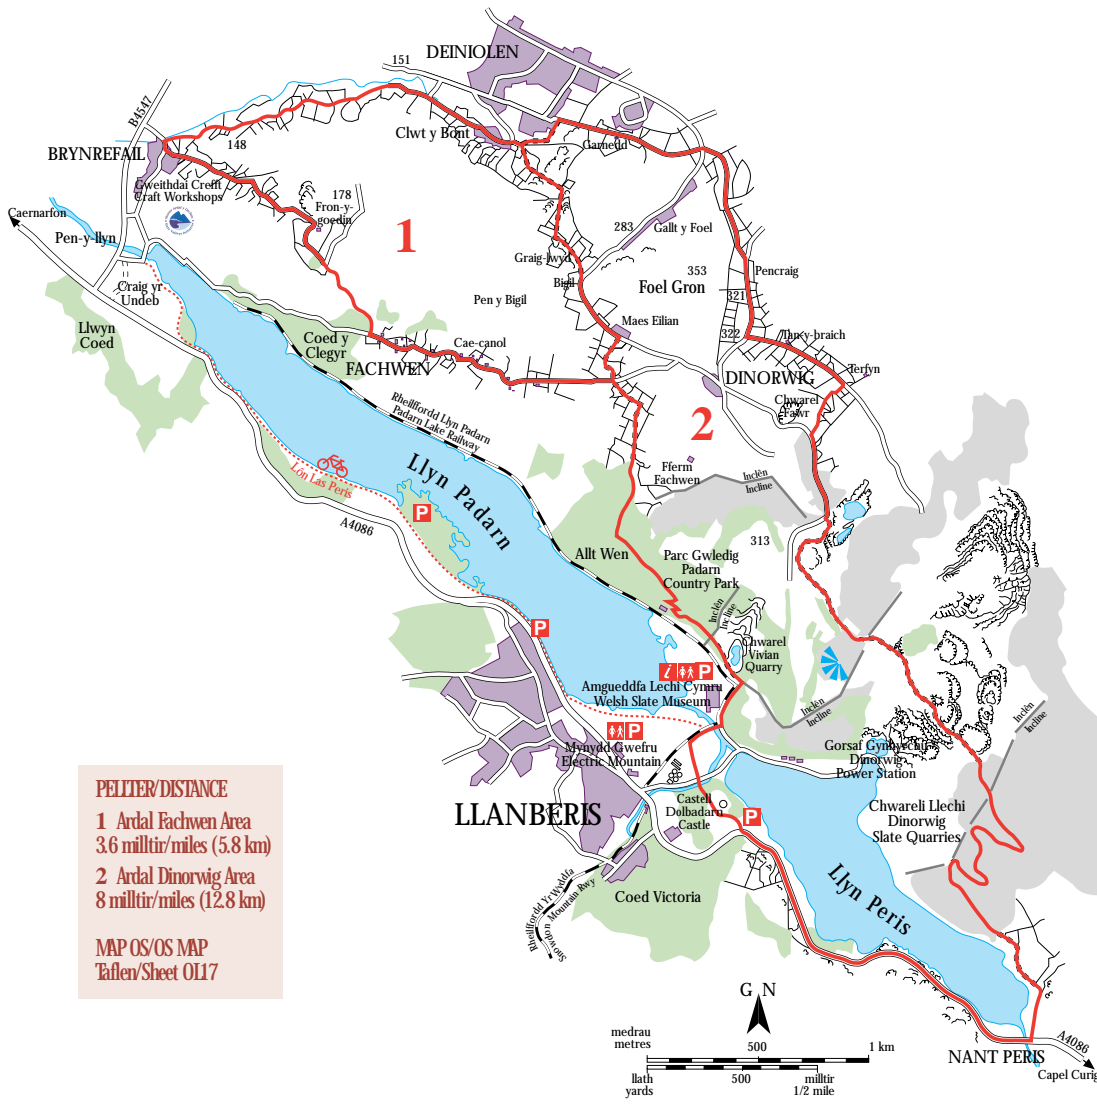 DEINIOLEN
151
B4547
Clwt y Bont
Garnedd
148
BRYNREFAIL
Gweithdai Crefft
Craft Workshops
178
Fron-y-
goedin
Caernarfon
Pen-y-llyn
1
283
Gallt y Foel
Graig-lwyd
353
Pencraig
Bigil
Foel Gron
321
Craig yr
Undeb
Pen y Bigil
Maes Eilian
322
Tan-y-braich
Llwyn
Coed
Coed y
Clegyr
Cae-canol
FACHWEN
DINORWIG
Terfyn
Chwarel
Fawr
Rheilffordd Llyn Padarn
Padarn Lake Railway
2
Lôn Las Peris
Llyn Padarn
Fferm
Fachwen
Inclên
Incline
P
A4086
313
Allt Wen
Parc Gwledig
Padarn
Country Park
Inclên
Incline
P
Chwarel
Vivian
Quarry
i
P
Amgueddfa Lechi Cymru
Welsh Slate Museum
Inclên
Incline
Inclên
Incline
P
Mynydd Gwefru
Electric Mountain
Gorsaf Gynhyrchu
Dinorwig
Power Station
PELLTER/DISTANCE
1 Ardal Fachwen Area
3.6 milltir/miles (5.8 km)
2 Ardal Dinorwig Area
8 milltir/miles (12.8 km)
MAP OS/OS MAP
Taflen/Sheet OL17
LLANBERIS
Castell
Dolbadarn
Castle
P
Chwareli Llechi
Dinorwig
Slate Quarries
Llyn Peris
Coed Victoria
Rheilffordd Yr Wyddfa
Snowdon Mountain Rwy
G N
medrau
metres
500
1 km
llath
yards
500
milltir
1/2 mile
NANT PERIS
A4086
Capel Curig